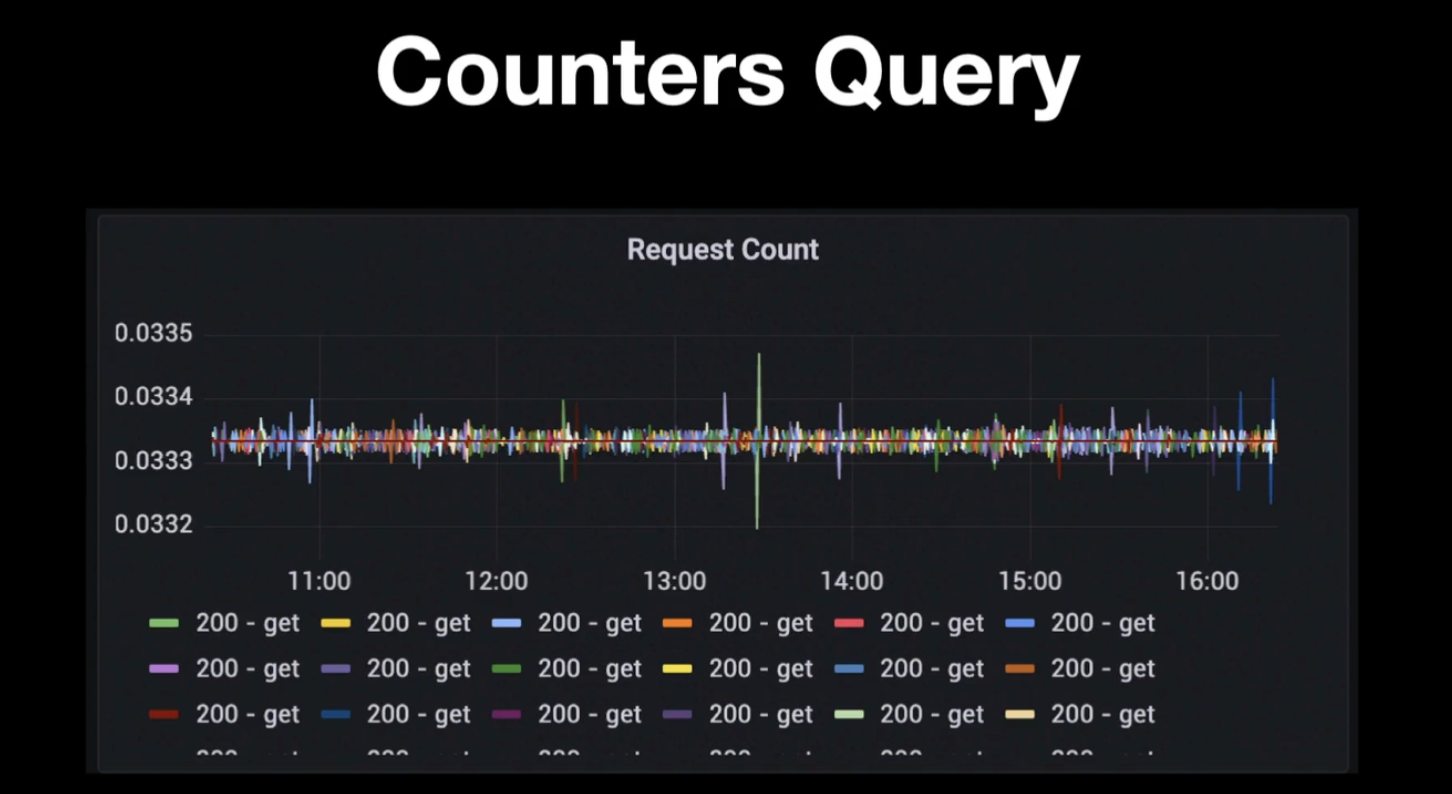 Counters Query
Request Count
0.0335
0.0334
0.0333
0.0332
11:00 12:00 13:00 14:00 15:00 16:00
200 - get 200 - get 200 - get 200 - get 200 - get 200 - get
200 - get 200 - get 200 - get 200 - get 200 - get 200 - get
200 - get 200 - get 200 - get 200 - get 200 - get 200 - get